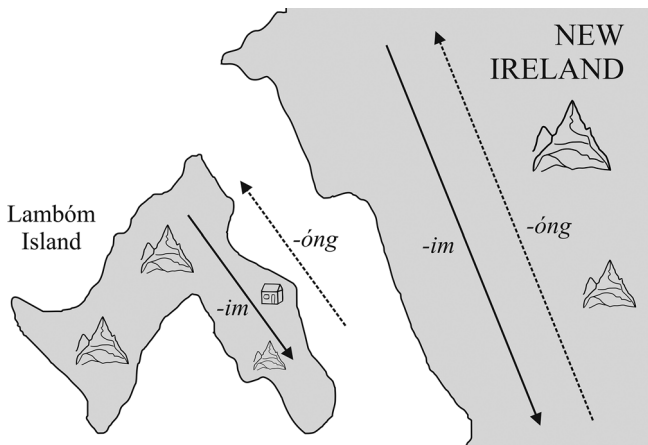 NEW
IRELAND
Lambóm
Island
-óng
-im
-im
-óng